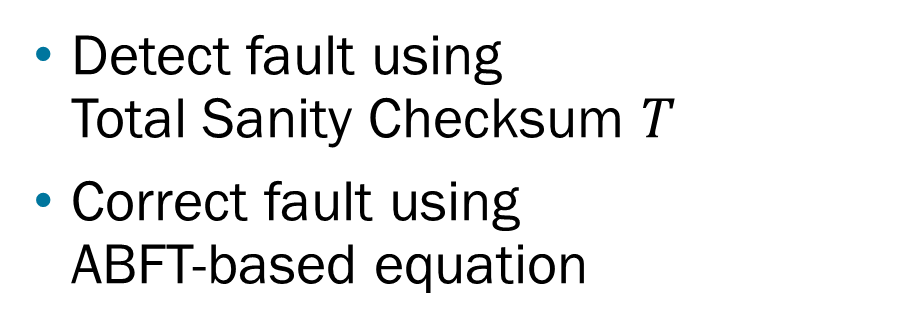 • Detect fault using
Total Sanity Checksum T
• Correct fault using
ABFT-based equation